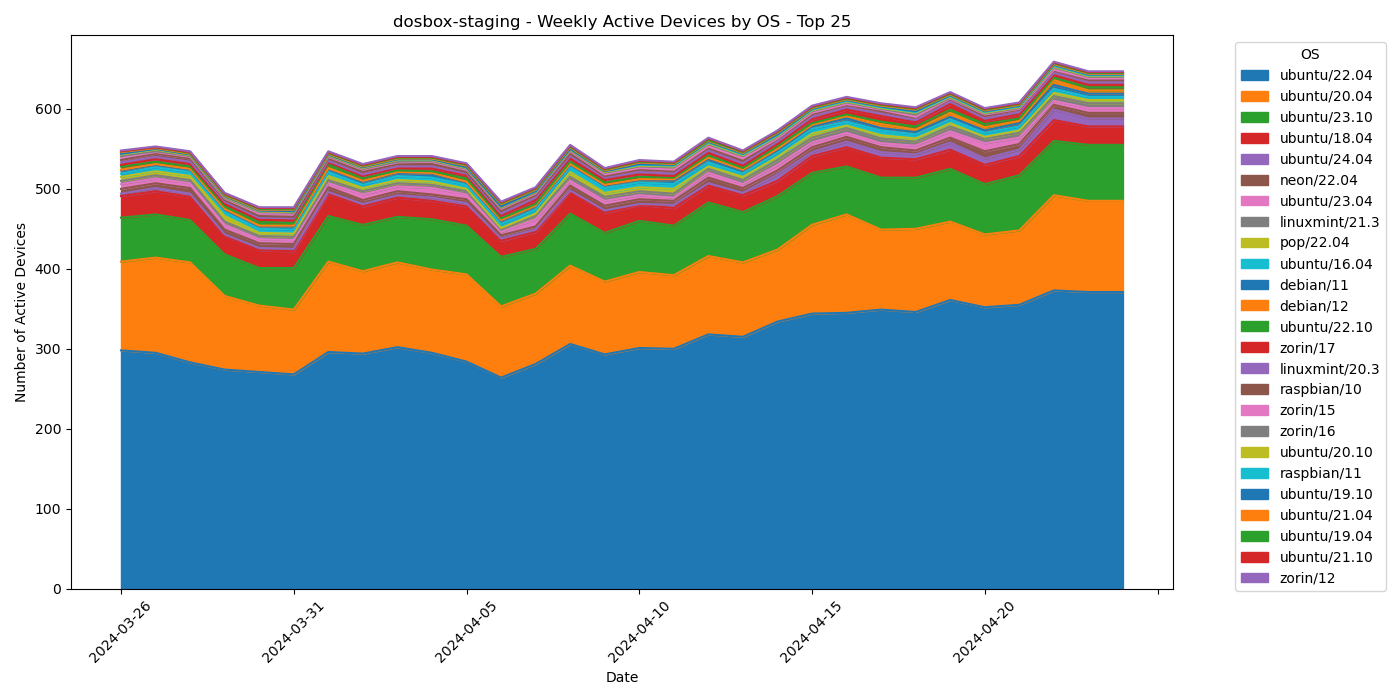 dosbox-staging - Weekly Active Devices by OS - Top 25
Number of Active Devices
600
500
400
300
200
100
0
2024-03-26
2024-03-31
2024-04-05
2024-04-10
2024-04-15
2024-04-20
Date
OS
ubuntu/22.04
ubuntu/20.04
ubuntu/23.10
ubuntu/18.04
ubuntu/24.04
neon/22.04
ubuntu/23.04
linuxmint/21.3
pop/22.04
ubuntu/16.04
debian/11
debian/12
ubuntu/22.10
zorin/17
linuxmint/20.3
raspbian/10
zorin/15
zorin/16
ubuntu/20.10
raspbian/11
ubuntu/19.10
ubuntu/21.04
ubuntu/19.04
ubuntu/21.10
zorin/12